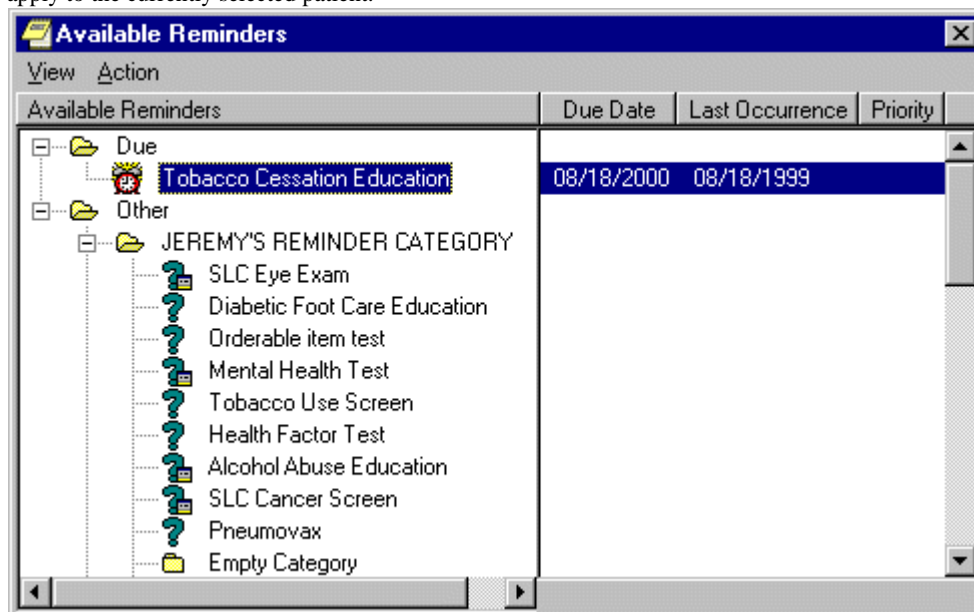 apply to the currently selected patient.
Available Reminders
View Action
Available Reminders Due Date Last Occurrence Priority
Due
Tobacco Cessation Education 08/18/2000 08/18/1999
Other
JEREMY'S REMINDER CATEGORY
SLC Eye Exam
Diabetic Foot Care Education
Orderable item test
Mental Health Test
Tobacco Use Screen
Health Factor Test
Alcohol Abuse Education
SLC Cancer Screen
Pneumovax
Empty Category